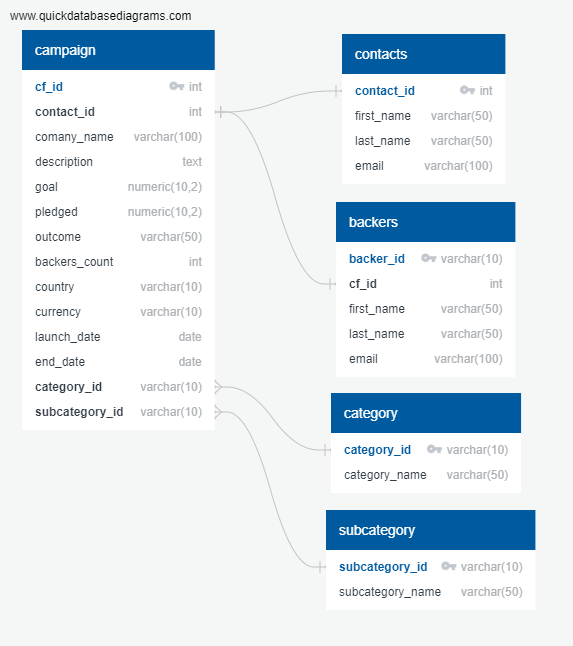 www.quickdatabasediagrams.com
campaign
cf_id int
contact_id int
comany_name varchar(100)
description text
goal numeric(10,2)
pledged numeric(10,2)
outcome varchar(50)
backers_count int
country varchar(10)
currency varchar(10)
launch_date date
end_date date
category_id varchar(10)
subcategory_id varchar(10)
contacts
contact_id int
first_name varchar(50)
last_name varchar(50)
email varchar(100)
backers
backer_id varchar(10)
cf_id int
first_name varchar(50)
last_name varchar(50)
email varchar(100)
category
category_id varchar(10)
category_name varchar(50)
subcategory
subcategory_id varchar(10)
subcategory_name varchar(50)